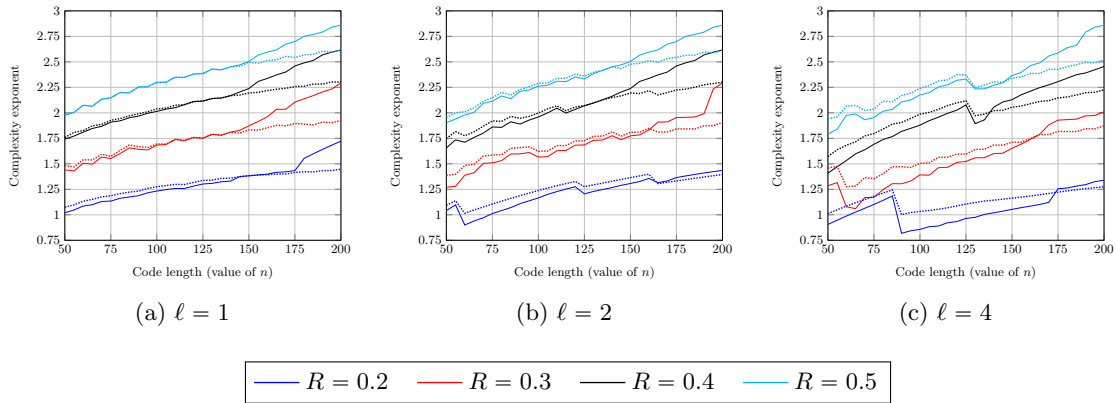 3
2.75
2.5
2.25
2
1.75
1.5
1.25
1
0.75
Complexity exponent
50 75 100 125 150 175 200
Code length (value of n)
(a) ℓ = 1
3
2.75
2.5
2.25
2
1.75
1.5
1.25
1
0.75
Complexity exponent
50 75 100 125 150 175 200
Code length (value of n)
(b) ℓ = 2
3
2.75
2.5
2.25
2
1.75
1.5
1.25
1
0.75
Complexity exponent
50 75 100 125 150 175 200
Code length (value of n)
(c) ℓ = 4
R = 0.2 R = 0.3 R = 0.4 R = 0.5